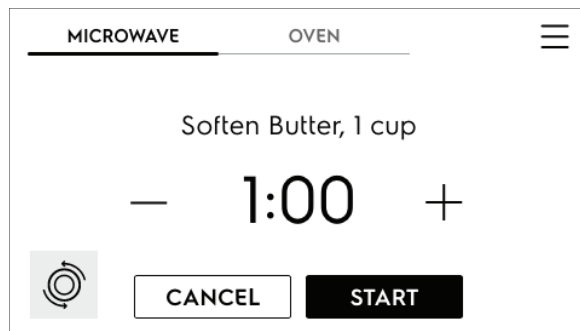 MICROWAVE OVEN
Soften Butter, 1 cup
— 1:00 +
CANCEL START